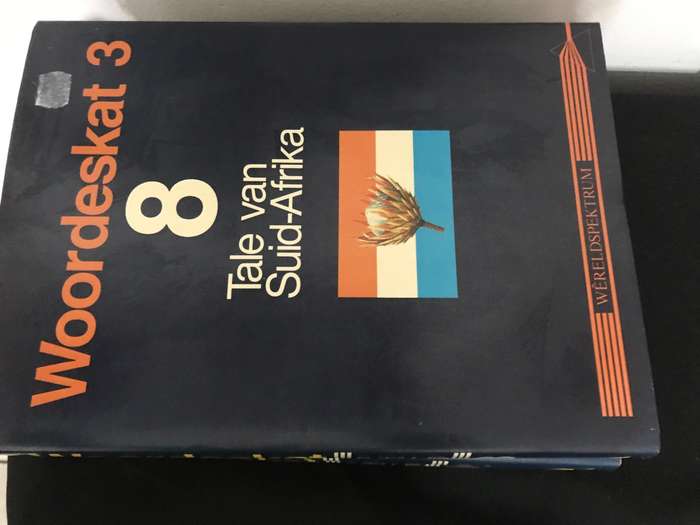 Woordeskat 3
8
Tale van
Suid-Afrika
WÊRELDSPEKTRUM